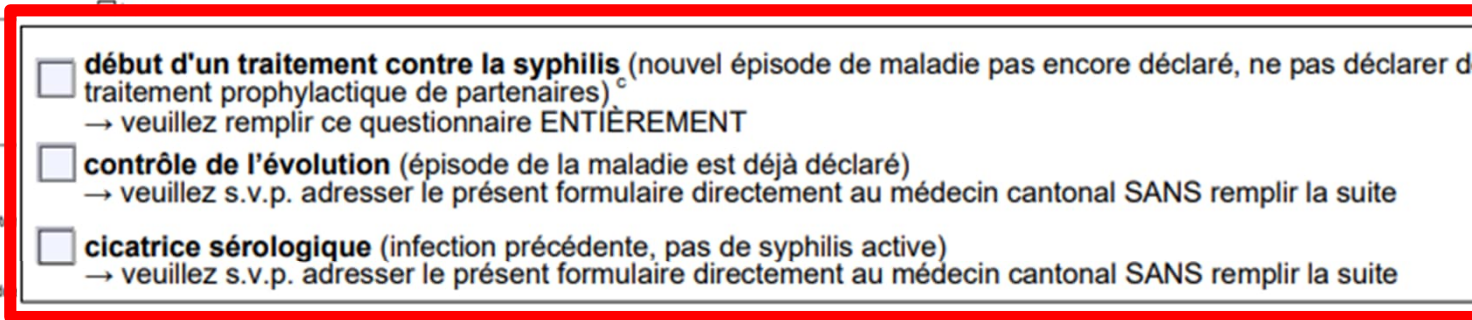 début d'un traitement contre la syphilis (nouvel épisode de maladie pas encore déclaré, ne pas déclarer
traitement prophylactique de partenaires) c
→ veuillez remplir ce questionnaire ENTIÈREMENT
contrôle de l’évolution (épisode de la maladie est déjà déclaré)
→ veuillez s.v.p. adresser le présent formulaire directement au médecin cantonal SANS remplir la suite
cicatrice sérologique (infection précédente, pas de syphilis active)
→ veuillez s.v.p. adresser le présent formulaire directement au médecin cantonal SANS remplir la suite